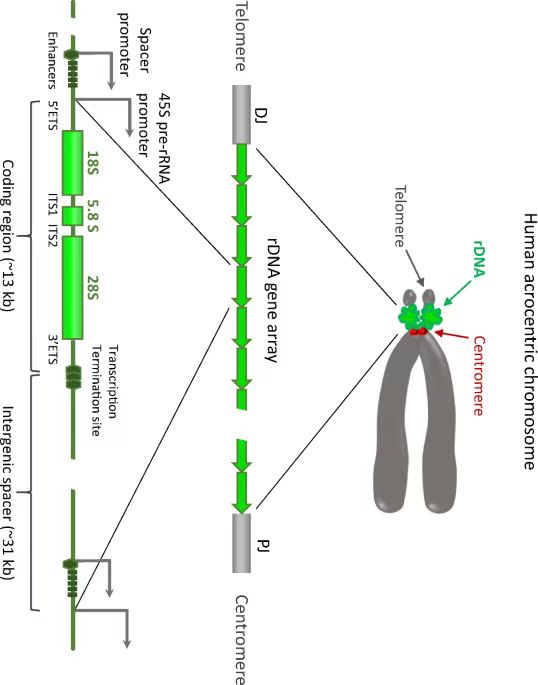 Human acrocentric chromosome
rDNA
Centromere
Telomere
rDNA gene array
DJ
PJ
Telomere
Centromere
45S pre-rRNA
promoter
Spacer
promoter
Transcription
Termination site
18S
5.8 S
28S
Enhancers
5'ETS
ITS1
ITS2
3'ETS
Coding region (~13 kb)
Intergenic spacer (~31 kb)